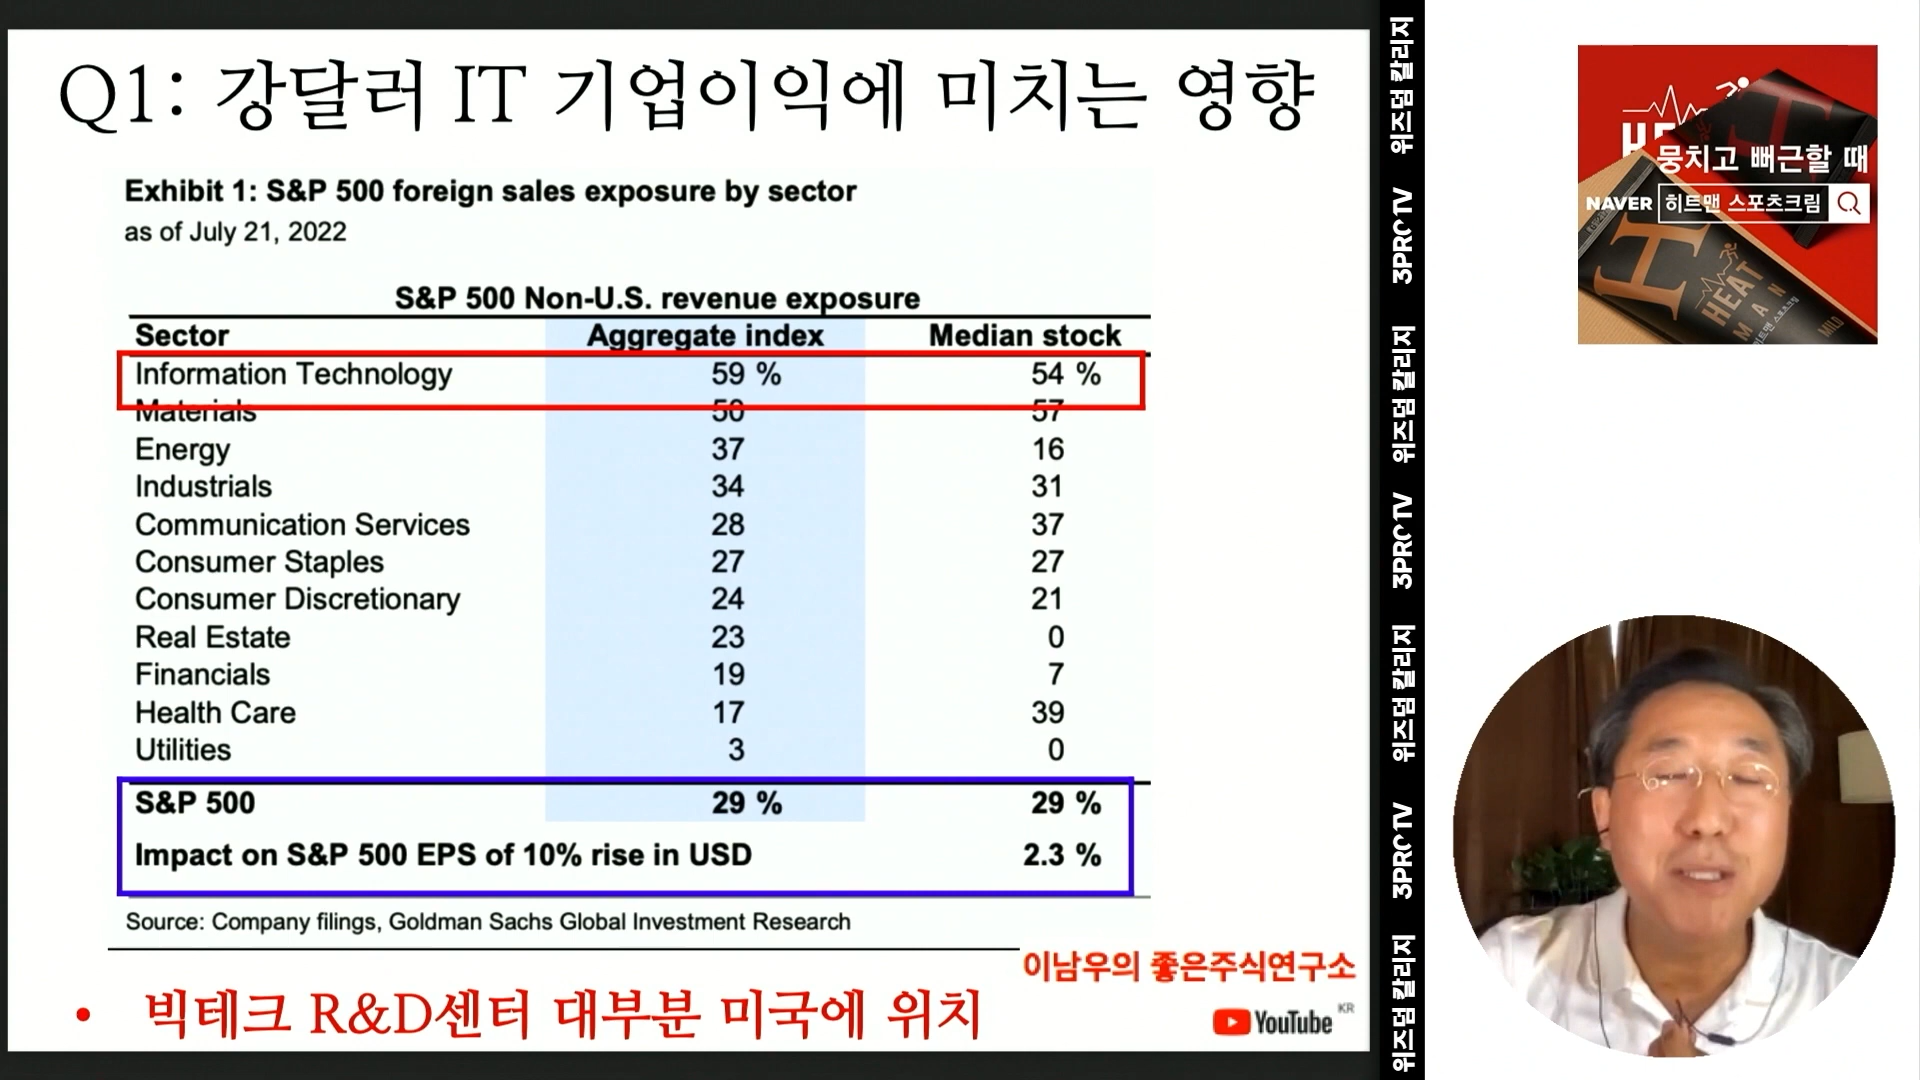 Q1: 강달러 IT 기업이익에 미치는 영향
Exhibit 1: S&P 500 foreign sales exposure by sector
as of July 21, 2022
S&P 500 Non-U.S. revenue exposure
Sector Aggregate index Median stock
Information Technology 59 % 54 %
Materials 50 57
Energy 37 16
Industrials 34 31
Communication Services 28 37
Consumer Staples 27 27
Consumer Discretionary 24 21
Real Estate 23 0
Financials 19 7
Health Care 17 39
Utilities 3 0
S&P 500 29 % 29 %
Impact on S&P 500 EPS of 10% rise in USD 2.3 %
Source: Company filings, Goldman Sachs Global Investment Research
이남우의 좋은주식연구소
• 빅테크 R&D센터 대부분 미국에 위치
YouTube KR
위즈덤 칼리지
3PROTV
위즈덤 칼리지
3PROTV
위즈덤 칼리지
3PROTV
위즈덤 칼리지
뭉치고 뻐근할 때
NAVER 히트맨 스포츠크림
H
HEAT
MAN
MILD